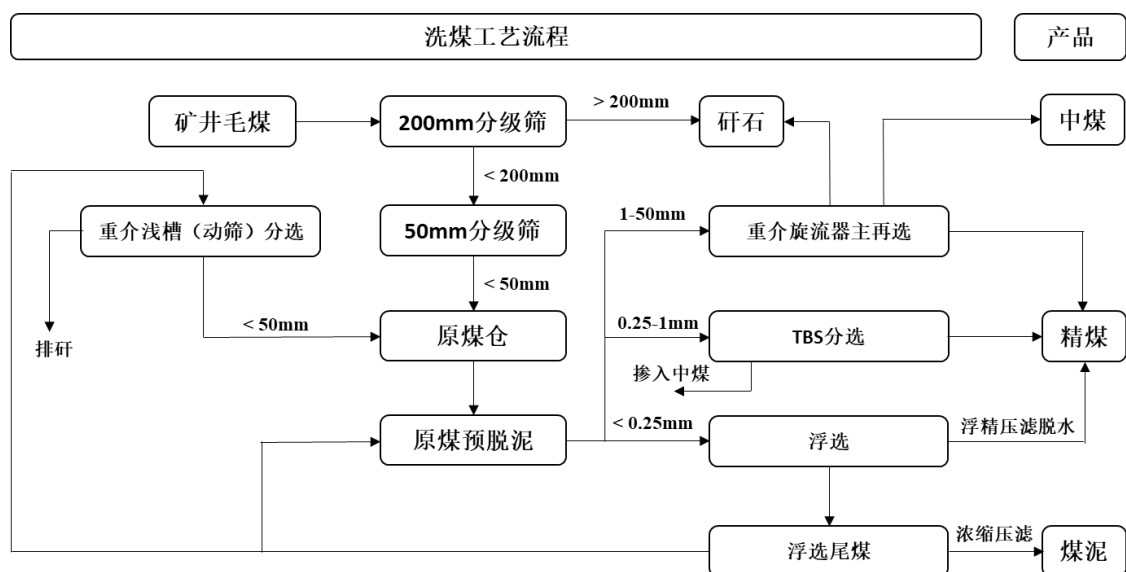 洗煤工艺流程
产品
矿井毛煤
200mm分级筛
> 200mm
矸石
中煤
< 200mm
重介浅槽（动筛）分选
50mm分级筛
1-50mm
重介旋流器主再选
< 50mm
< 50mm
原煤仓
0.25-1mm
TBS分选
精煤
排矸
掺入中煤
原煤预脱泥
< 0.25mm
浮选
浮精压滤脱水
浮选尾煤
浓缩压滤
煤泥